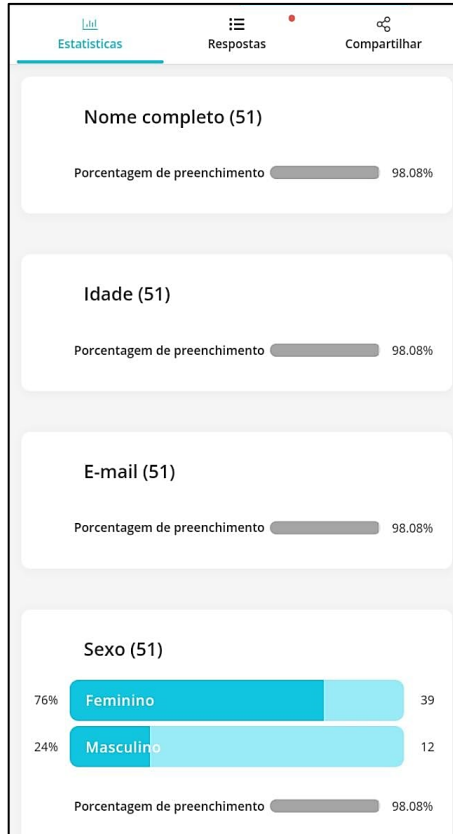 Estatisticas Respostas Compartilhar
Nome completo (51)
Porcentagem de preenchimento 98.08%
Idade (51)
Porcentagem de preenchimento 98.08%
E-mail (51)
Porcentagem de preenchimento 98.08%
Sexo (51)
76% Feminino 39
24% Masculino 12
Porcentagem de preenchimento 98.08%